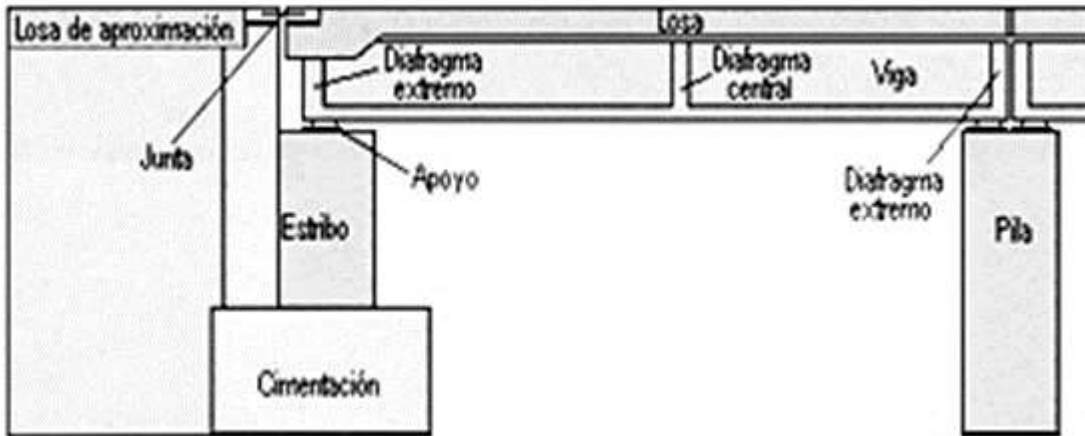 Losa de aproximación
Losa
Diafragma
extremo
Diafragma
central
Viga
Junta
Apoyo
Diafragma
extremo
Estribo
Pila
Cimentación